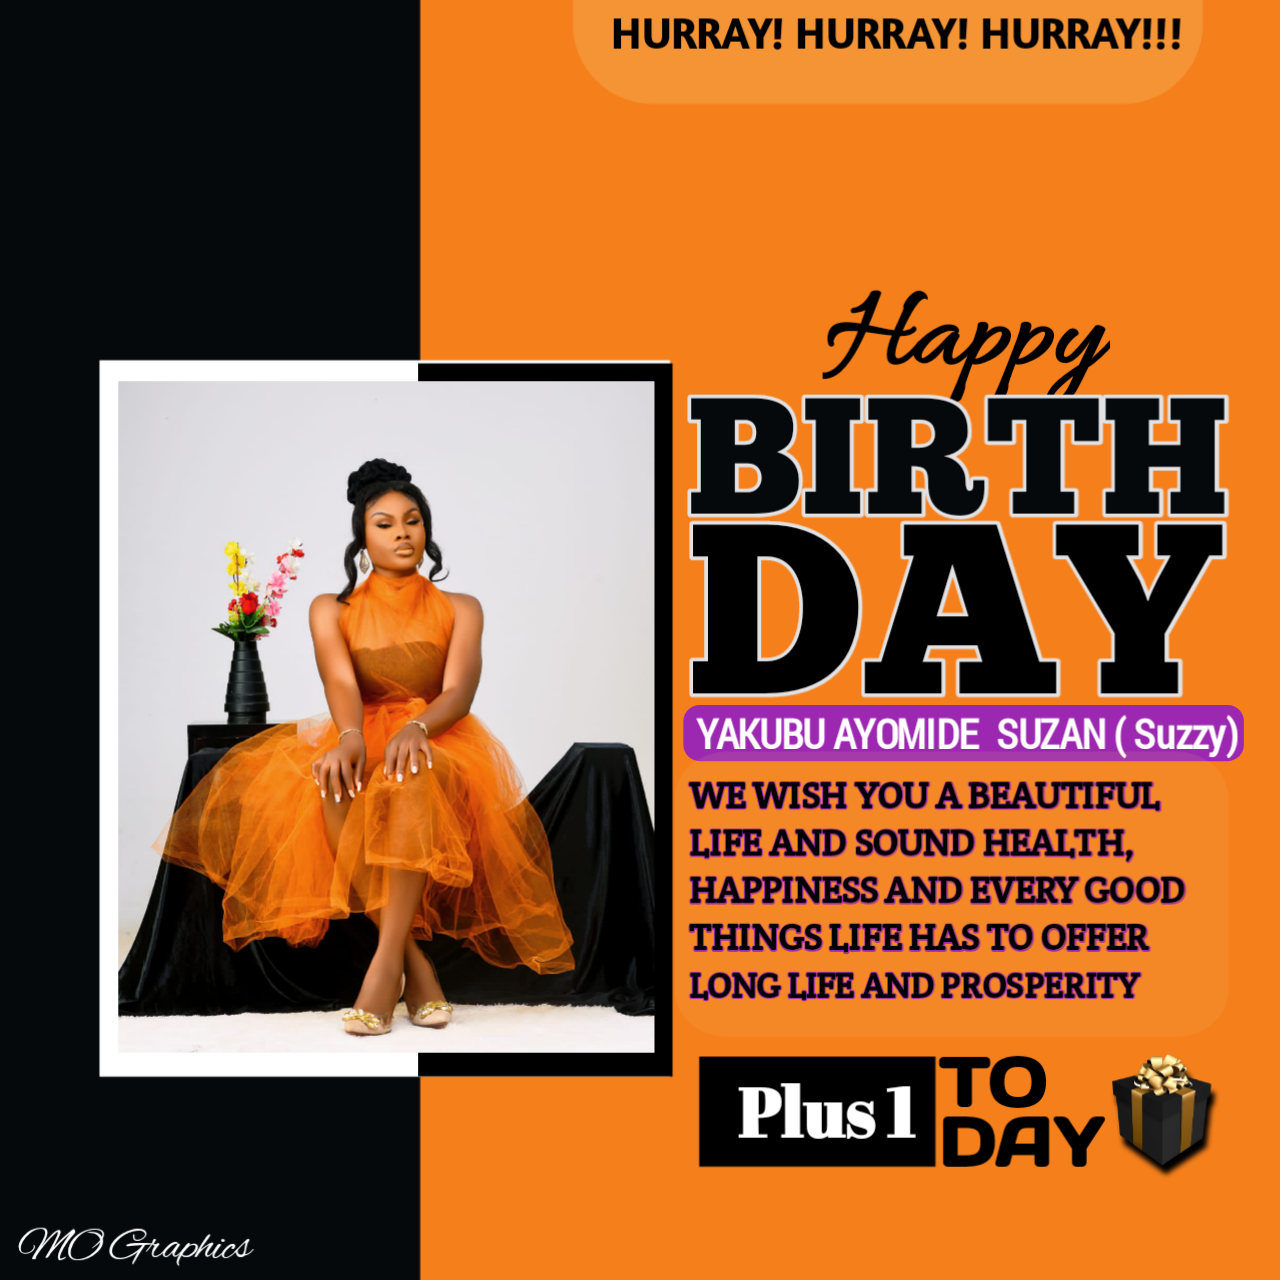 HURRAY! HURRAY! HURRAY!!!
Happy
BIRTH
DAY
YAKUBU AYOMIDE SUZAN ( Suzzy)
WE WISH YOU A BEAUTIFUL
LIFE AND SOUND HEALTH,
HAPPINESS AND EVERY GOOD
THINGS LIFE HAS TO OFFER
LONG LIFE AND PROSPERITY
Plus 1
TO
DAY
MO Graphics